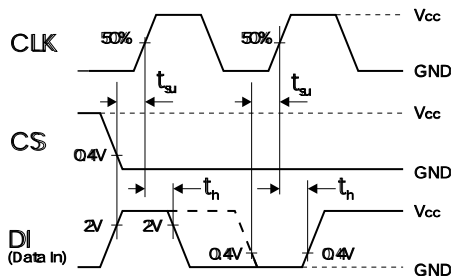 Vcc
CLK 50% 50%
tsu tsu
GND
Vcc
CS
0.4V
GND
th th
Vcc
DI 2V 2V
(Data In) 0.4V 0.4V
GND